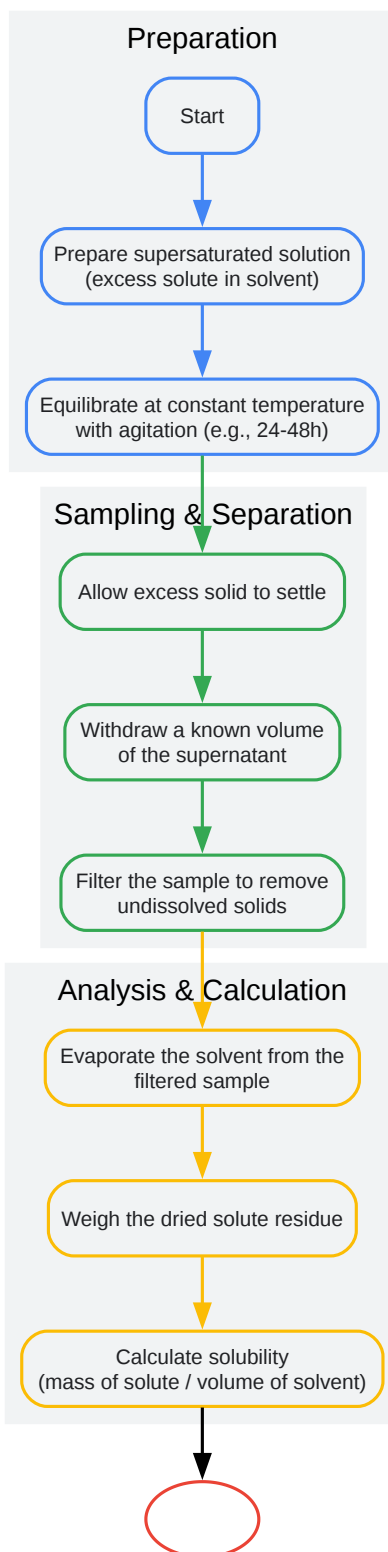 Preparation
Start
Prepare supersaturated solution
(excess solute in solvent)
Equilibrate at constant temperature
with agitation (e.g., 24-48h)
Sampling & Separation
Allow excess solid to settle
Withdraw a known volume
of the supernatant
Filter the sample to remove
undissolved solids
Analysis & Calculation
Evaporate the solvent from the
filtered sample
Weigh the dried solute residue
Calculate solubility
(mass of solute / volume of solvent)